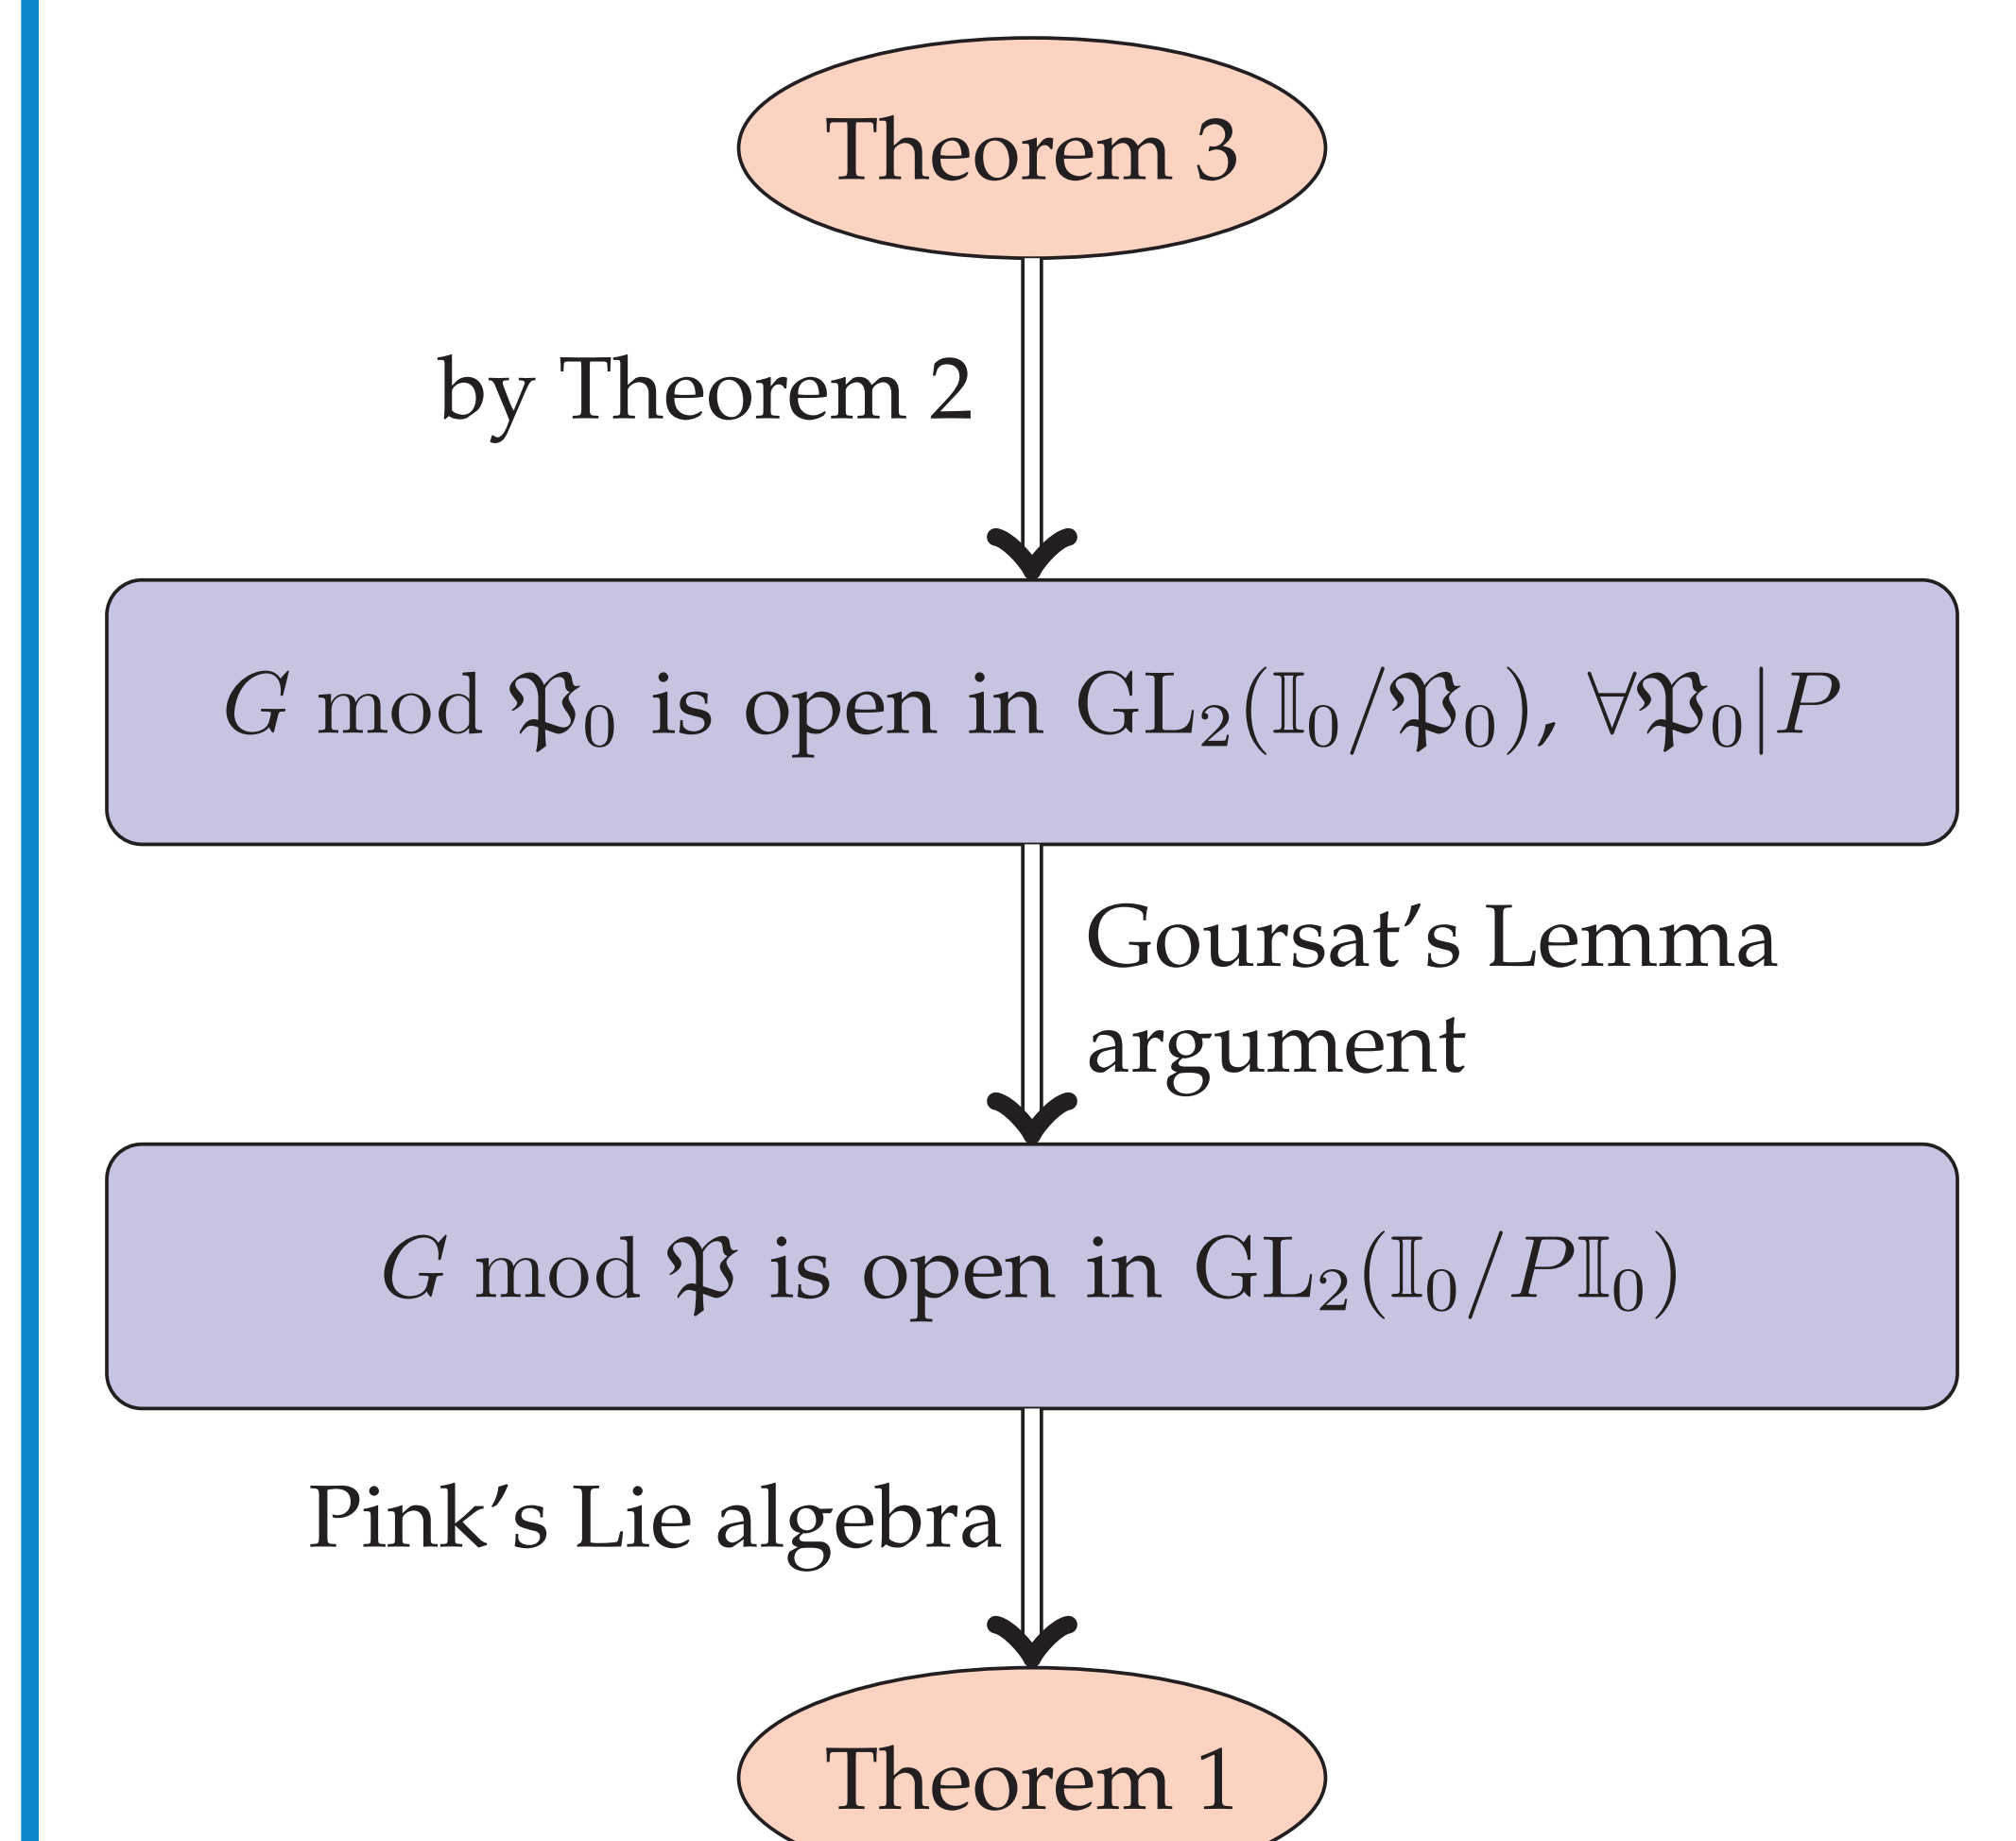 Theorem 3
by Theorem 2
G mod 𝔓₀ is open in GL₂(𝕀₀/𝔓₀), ∀𝔓₀|P
Goursat's Lemma
argument
G mod 𝔓 is open in GL₂(𝕀₀/P𝕀₀)
Pink's Lie algebra
Theorem 1